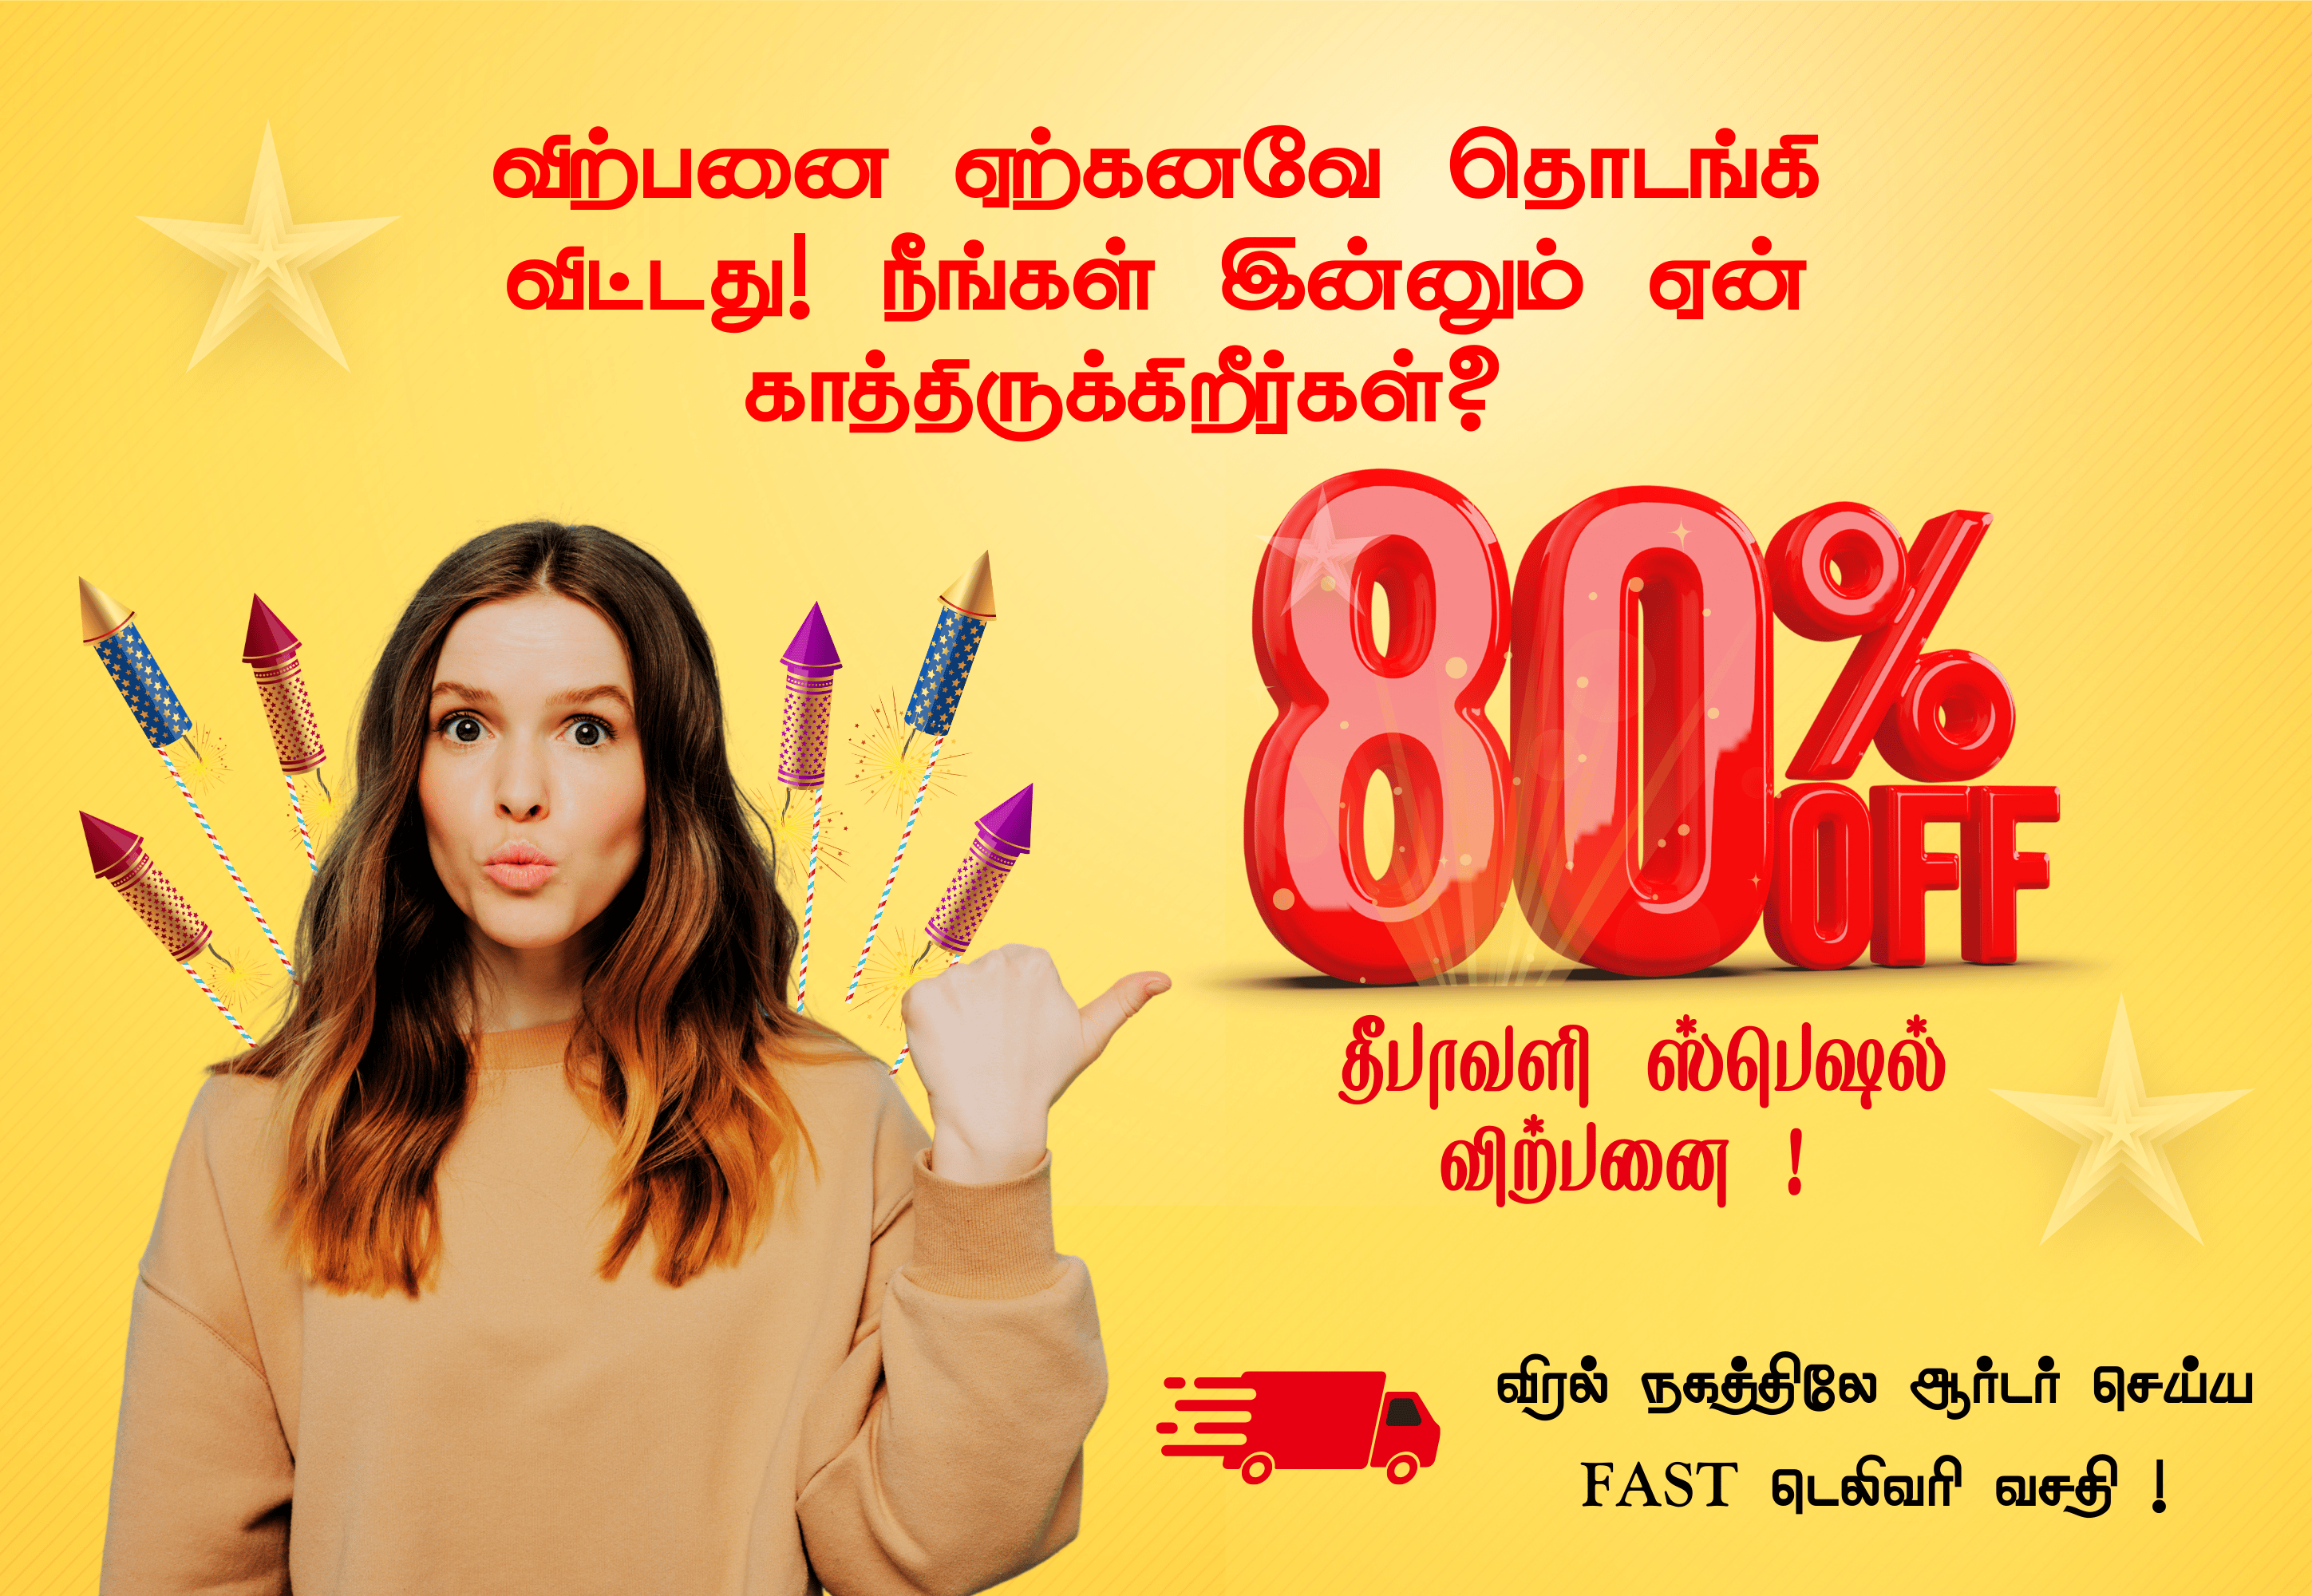 விற்பனை ஏற்கனவே தொடங்கி
விட்டது! நீங்கள் இன்னும் ஏன்
காத்திருக்கிறீர்கள்?
80%
OFF
தீபாவளி ஸ்பெஷல்
விற்பனை !
விரல் நகத்திலே ஆர்டர் செய்ய
FAST டெலிவரி வசதி !